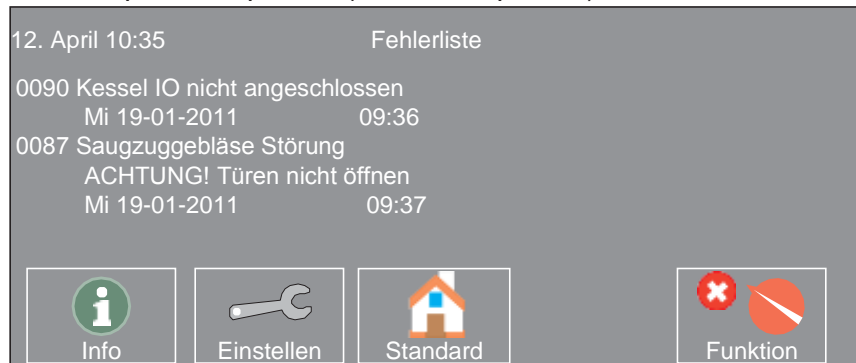 12. April 10:35 Fehlerliste
0090 Kessel IO nicht angeschlossen
Mi 19-01-2011 09:36
0087 Saugzuggebläse Störung
ACHTUNG! Türen nicht öffnen
Mi 19-01-2011 09:37
Info Einstellen Standard Funktion